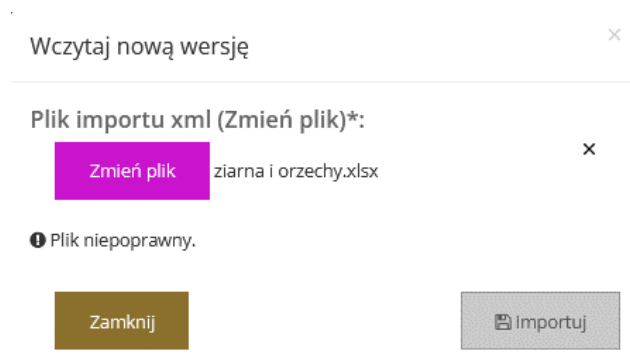 Wczytaj nową wersję
×
Plik importu xml (Zmień plik)*:
Zmień plik ziarna i orzechy.xlsx
×
Plik niepoprawny.
Zamknij
Importuj